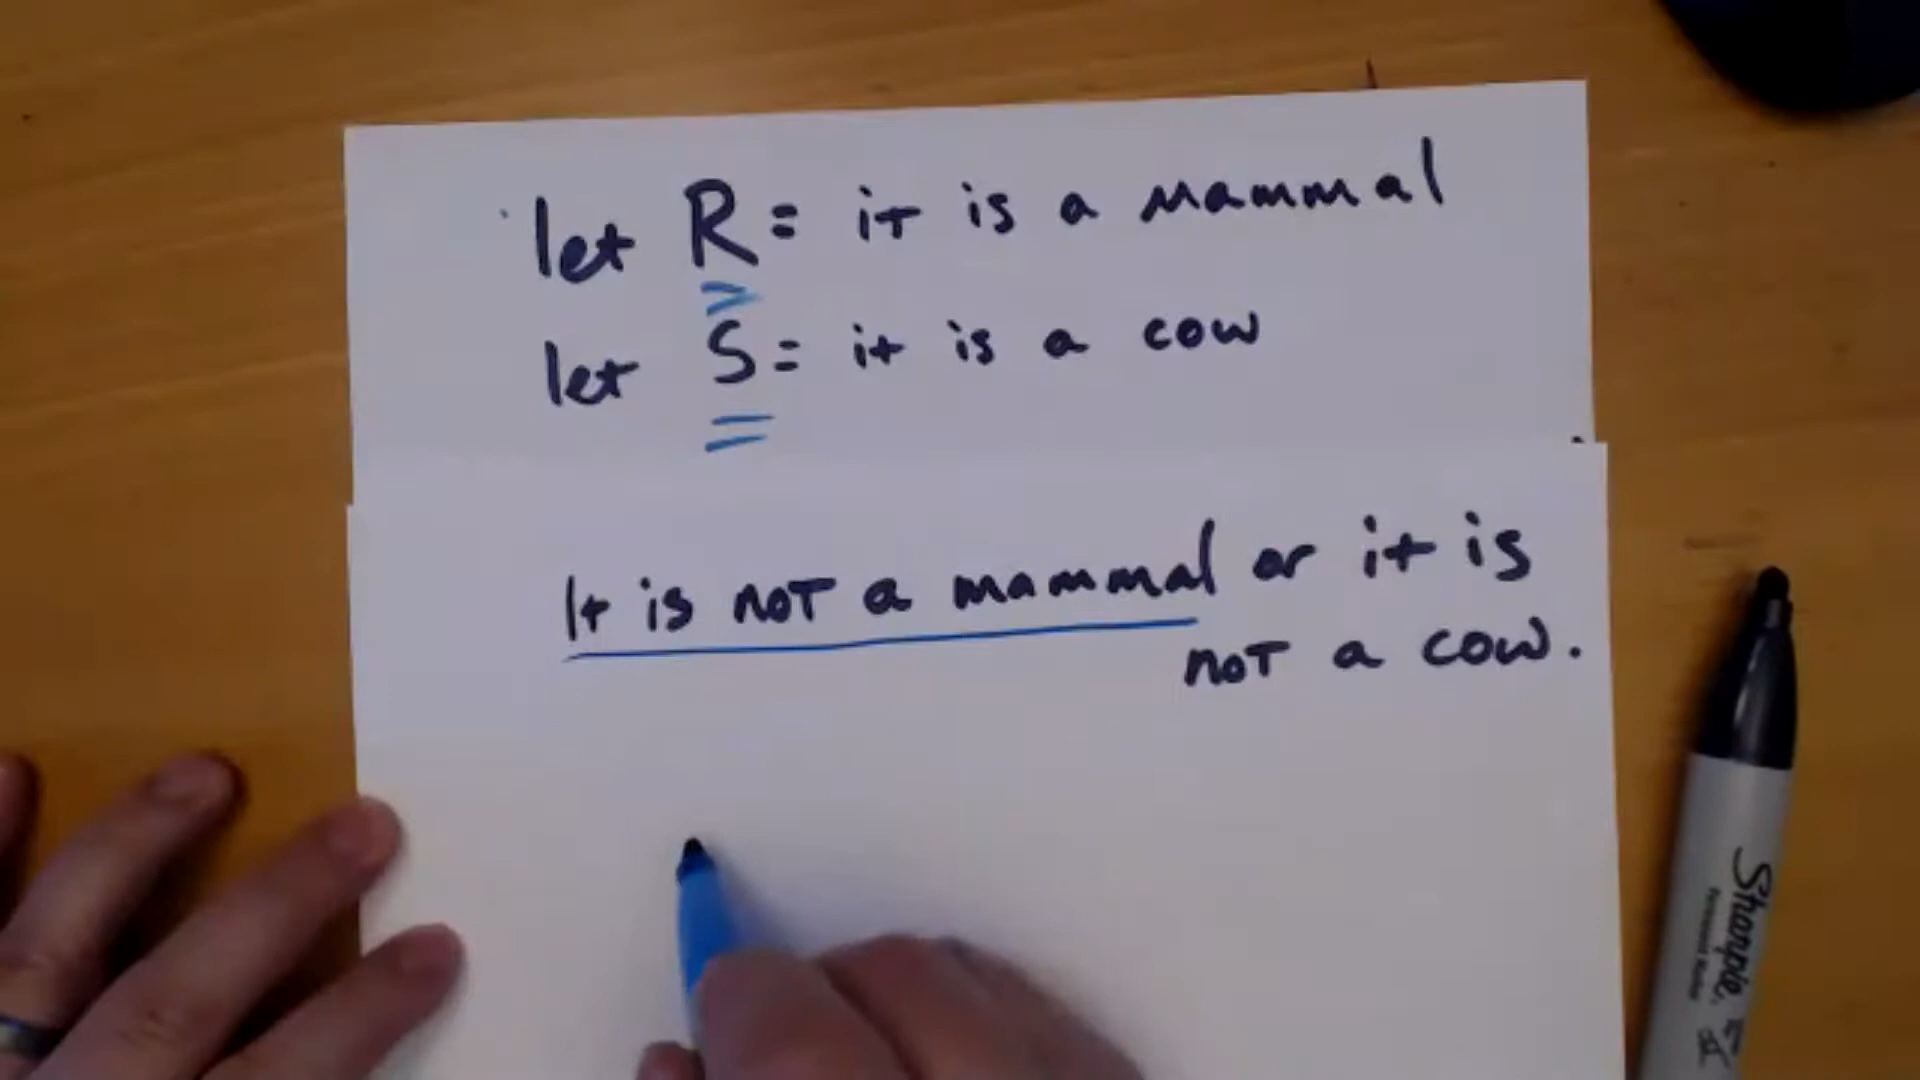 let R = it is a mammal
let S = it is a cow
It is not a mammal or it is
not a cow.
Sharpie.